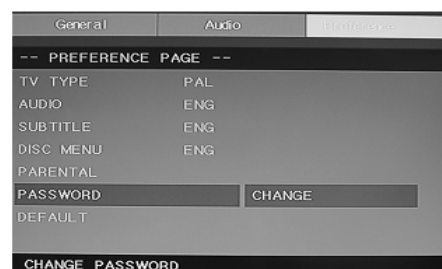 General Audio
-- PREFERENCE PAGE --
TV TYPE PAL
AUDIO ENG
SUBTITLE ENG
DISC MENU ENG
PARENTAL
PASSWORD CHANGE
DEFAULT
CHANGE PASSWORD